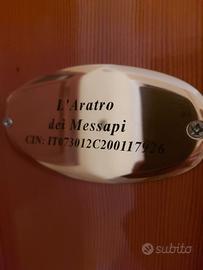 L'Aratro
dei Messapi
CIN: IT073012C200117926
subito